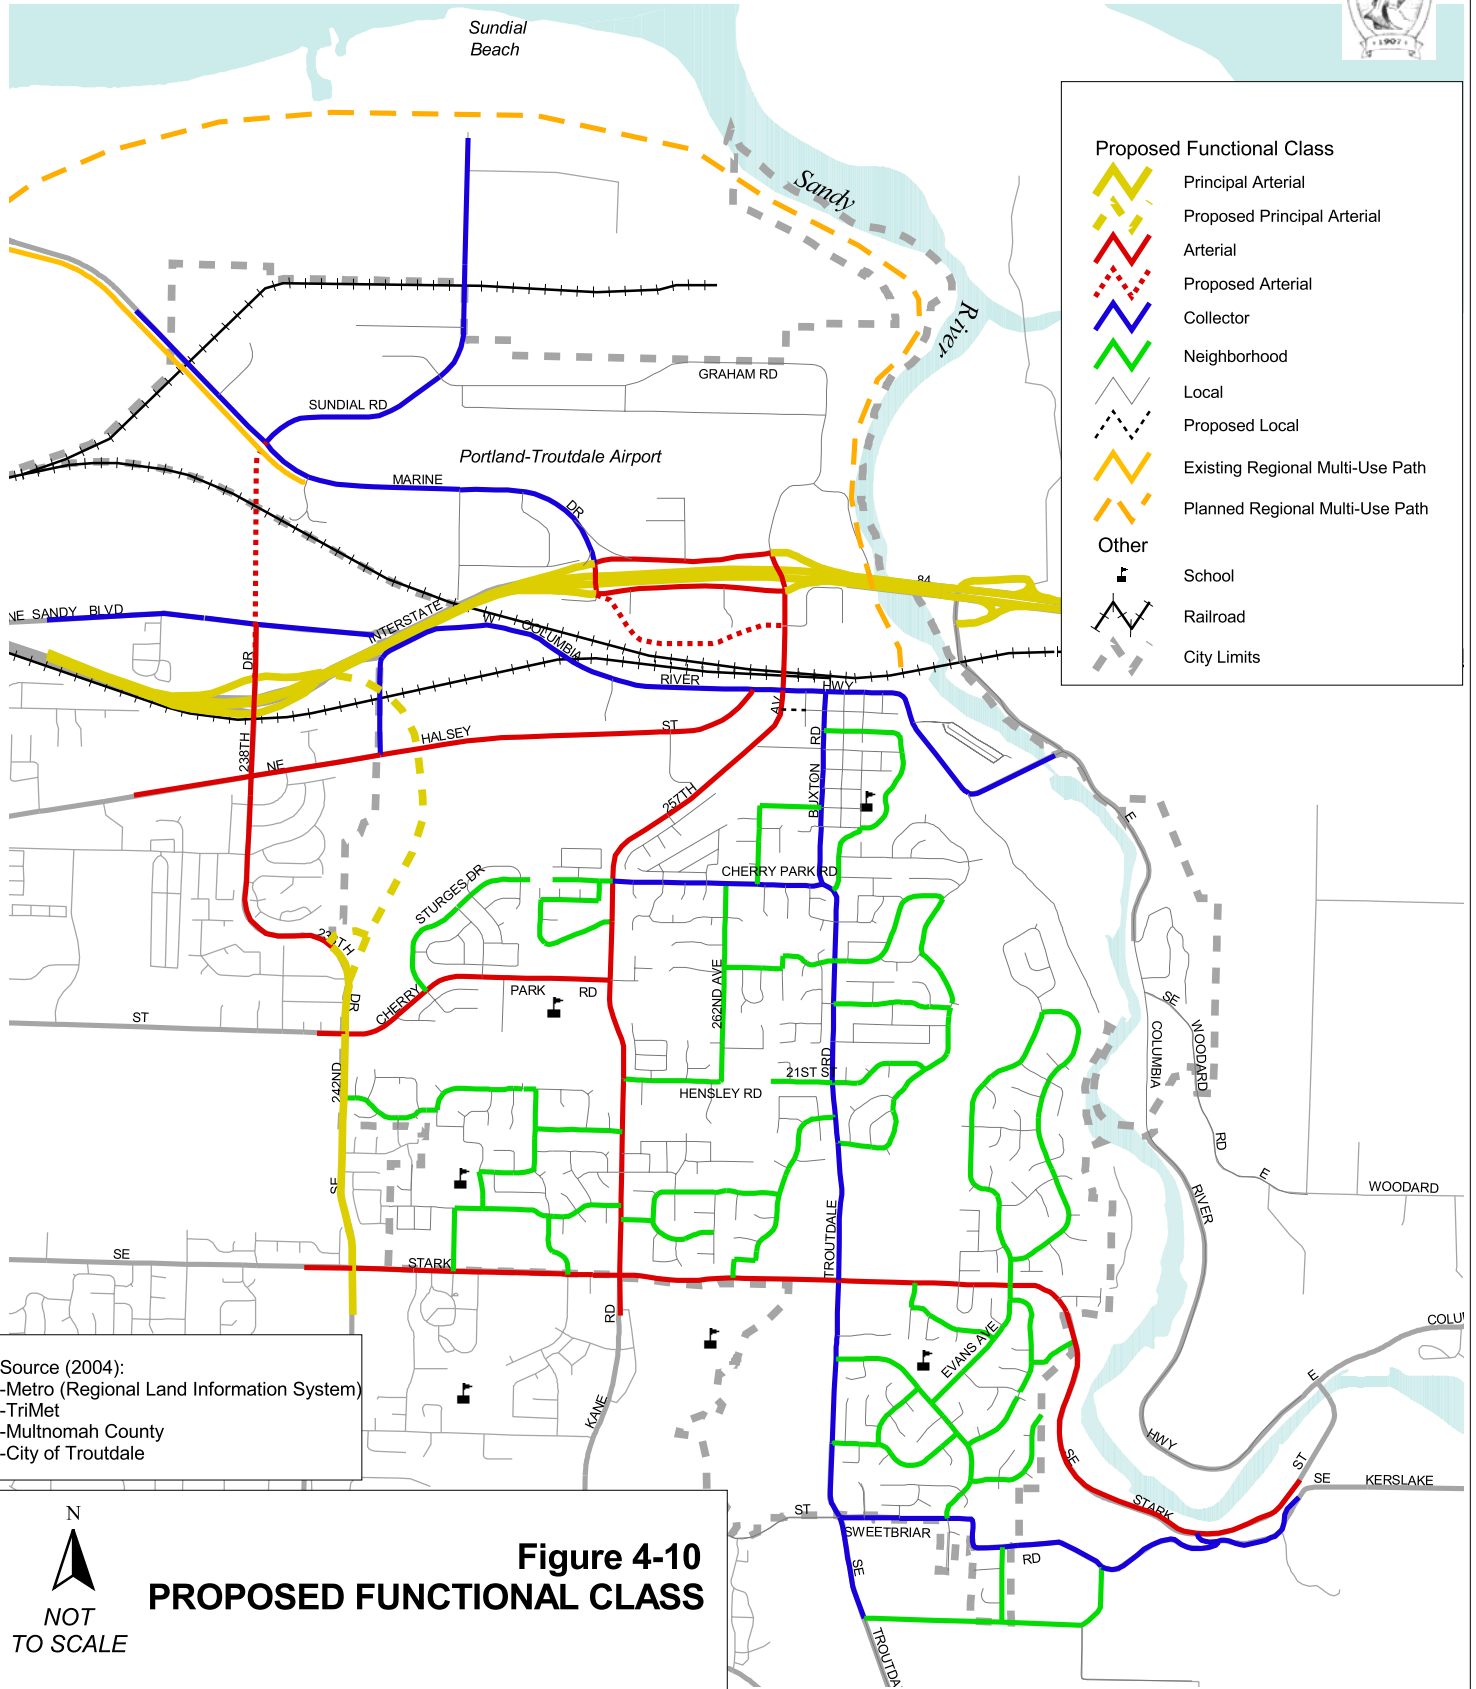 Sundial
Beach
1907
Sandy
River
Proposed Functional Class
Principal Arterial
Proposed Principal Arterial
Arterial
Proposed Arterial
Collector
Neighborhood
Local
Proposed Local
Existing Regional Multi-Use Path
Planned Regional Multi-Use Path
Other
School
Railroad
City Limits
GRAHAM RD
SUNDIAL RD
Portland-Troutdale Airport
MARINE
DR
84
NE SANDY BLVD
INTERSTATE
W
COLUMBIA
RIVER
HWY
DR
238TH
NE
HALSEY
ST
AV
257TH
BUXTON
RD
E
CHERRY PARK RD
STURGES DR
DR
CHERRY
PARK
RD
262ND AVE
ST
242ND
SE
RD
21ST ST
HENSLEY RD
SE
WOODARD
RD
COLUMBIA
E
WOODARD
RIVER
SE
STARK
TROUTDALE
RD
KANE
EVANS AVE
SE
STARK
HWY
E
ST
SE
KERSLAKE
ST
SWEETBRIAR
RD
SE
Source (2004):
-Metro (Regional Land Information System)
-TriMet
-Multnomah County
-City of Troutdale
N
NOT
TO SCALE
Figure 4-10
PROPOSED FUNCTIONAL CLASS